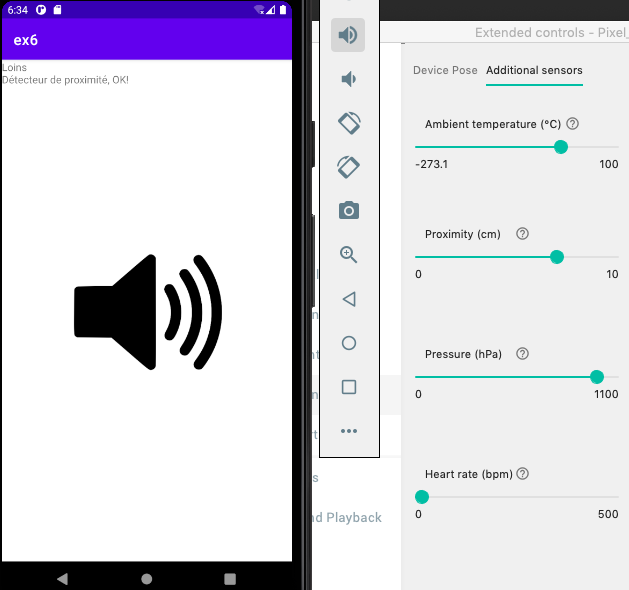 6:34
ex6
Loins
Détecteur de proximité, OK!
Extended controls - Pixel_
Device Pose
Additional sensors
Ambient temperature (°C)
-273.1 100
Proximity (cm)
0 10
Pressure (hPa)
0 1100
Heart rate (bpm)
0 500
nd Playback